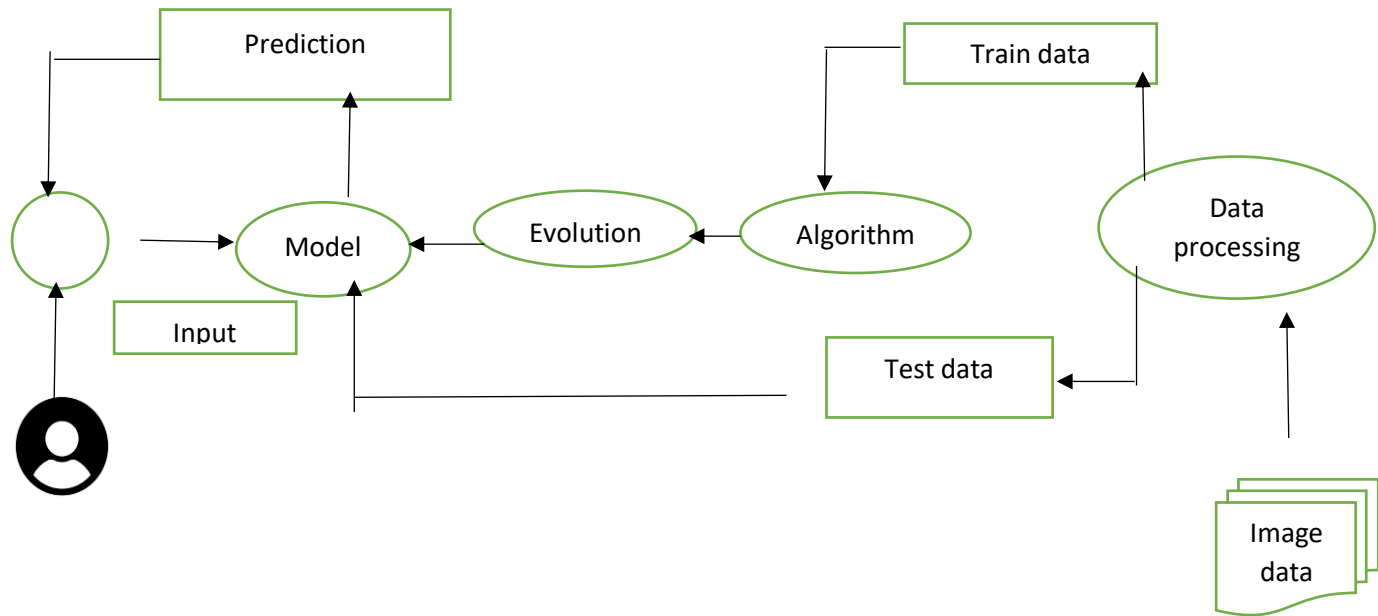 Prediction
Train data
Data
processing
Evolution
Algorithm
Model
Input
Test data
Image
data